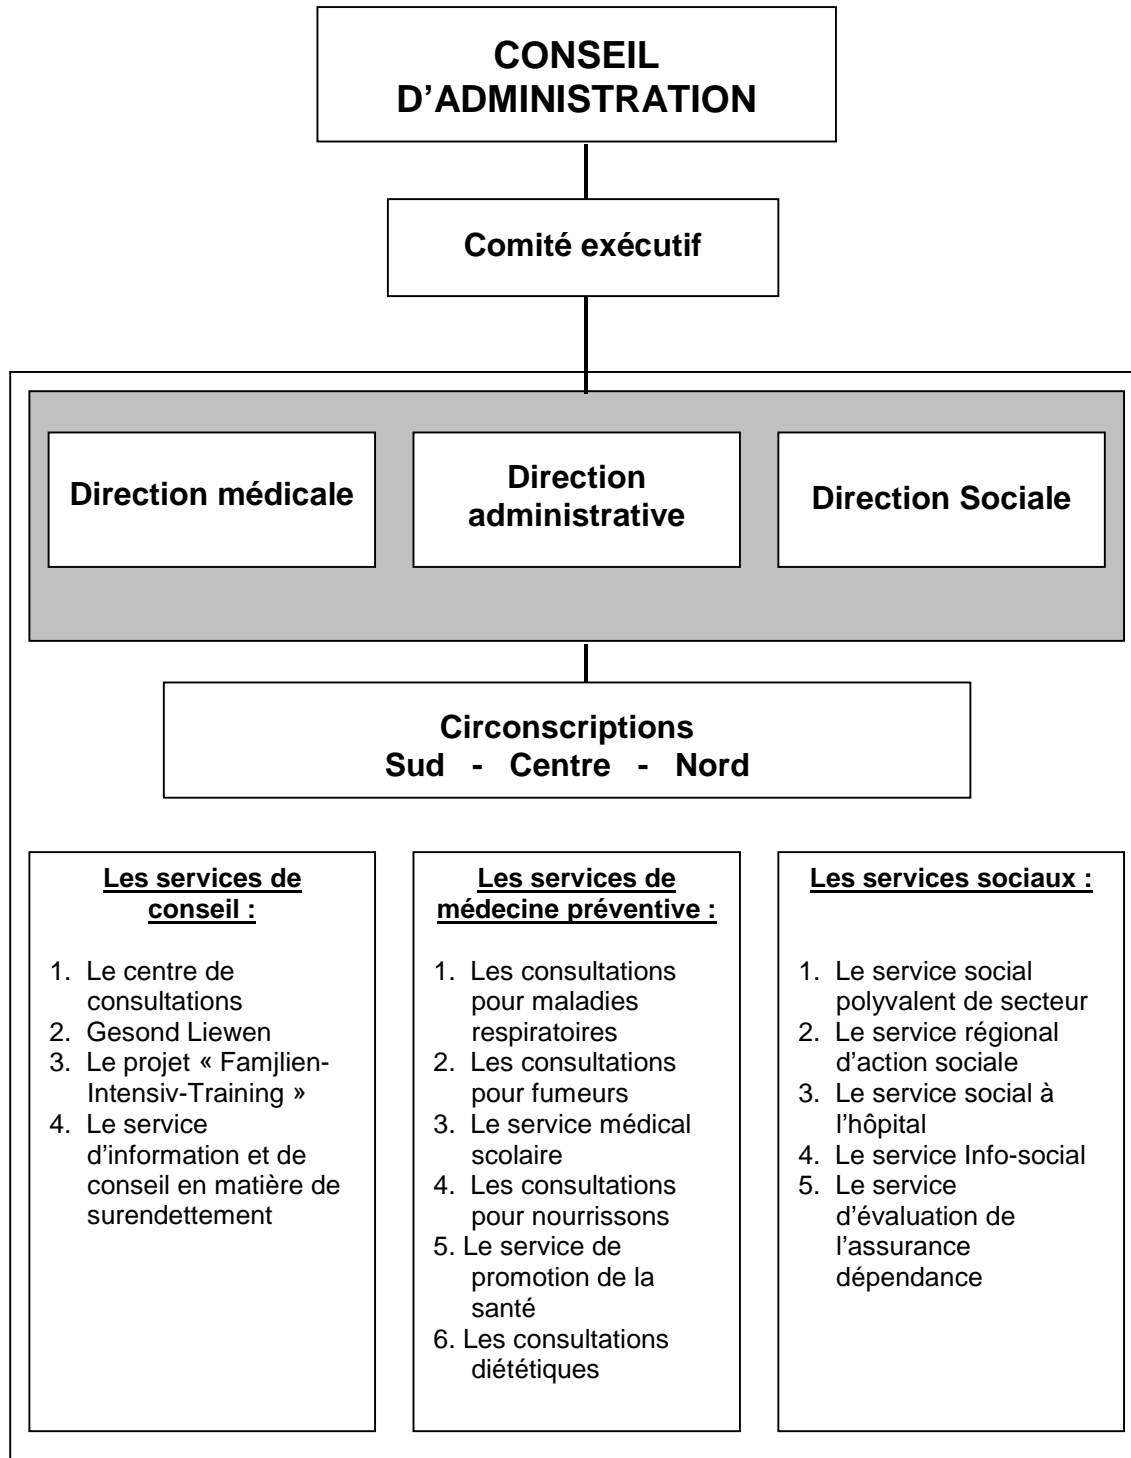 CONSEIL
D’ADMINISTRATION
Comité exécutif
Direction médicale
Direction
administrative
Direction Sociale
Circonscriptions
Sud - Centre - Nord
Les services de
conseil :
1. Le centre de
consultations
2. Gesond Liewen
3. Le projet « Famjlien-
Intensiv-Training »
4. Le service
d’information et de
conseil en matière de
surendettement
Les services de
médecine préventive :
1. Les consultations
pour maladies
respiratoires
2. Les consultations
pour fumeurs
3. Le service médical
scolaire
4. Les consultations
pour nourrissons
5. Le service de
promotion de la
santé
6. Les consultations
diététiques
Les services sociaux :
1. Le service social
polyvalent de secteur
2. Le service régional
d’action sociale
3. Le service social à
l’hôpital
4. Le service Info-social
5. Le service
d’évaluation de
l’assurance
dépendance